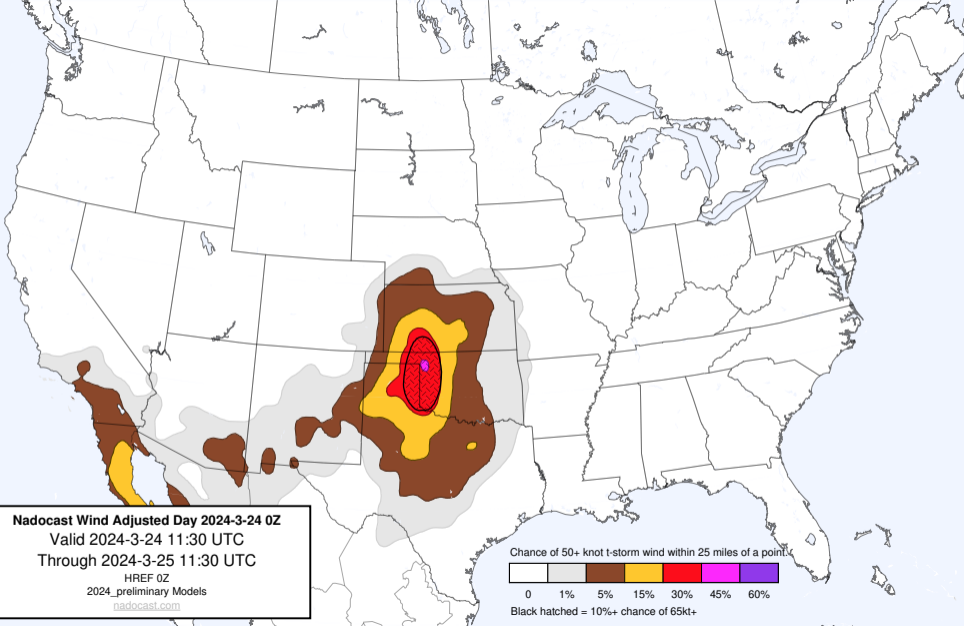 Nadocast Wind Adjusted Day 2024-3-24 0Z
Valid 2024-3-24 11:30 UTC
Through 2024-3-25 11:30 UTC
HREF 0Z
2024_preliminary Models
nadocast.com
Chance of 50+ knot t-storm wind within 25 miles of a point.
0 1% 5% 15% 30% 45% 60%
Black hatched = 10%+ chance of 65kt+